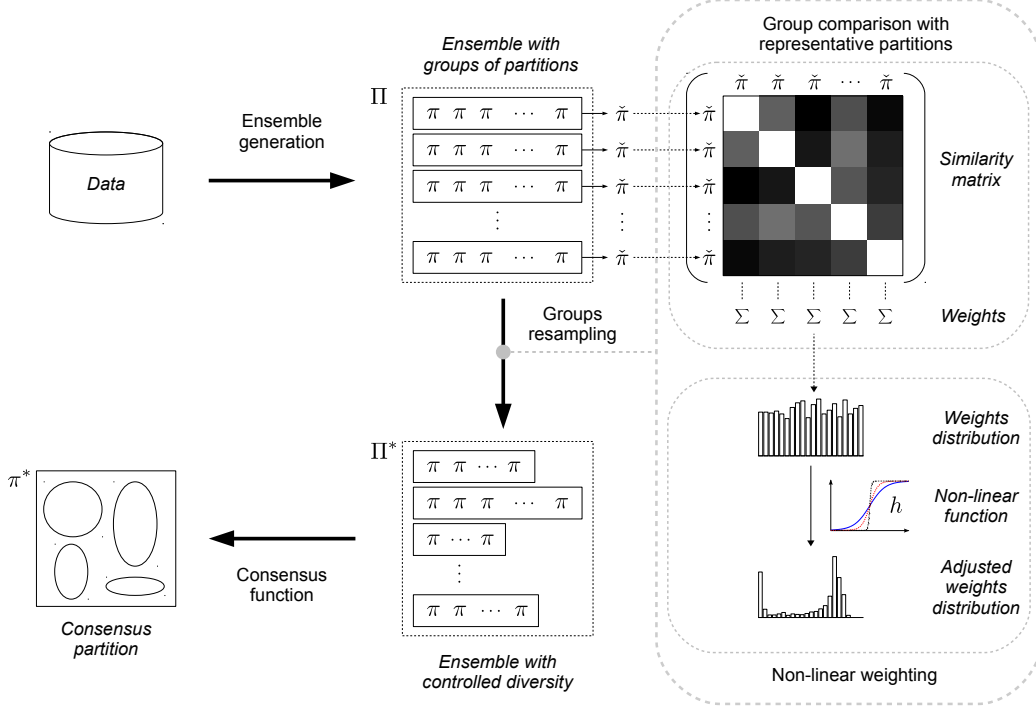 Group comparison with
representative partitions
Ensemble with
groups of partitions
Π
π̌ π̌ π̌ ⋯ π̌
Ensemble
generation
Data
π π π ⋯ π
π̌
π̌
π π π ⋯ π
π̌
π̌
π π π ⋯ π
π̌
π̌
⋮
⋮
⋮
π π π ⋯ π
π̌
π̌
Similarity
matrix
Σ Σ Σ Σ Σ
Weights
Groups
resampling
Weights
distribution
Non-linear
function
h
Adjusted
weights
distribution
Non-linear weighting
Π*
π π ⋯ π
π π π ⋯ π
π ⋯ π
⋮
π π ⋯ π
Ensemble with
controlled diversity
Consensus
function
π*
Consensus
partition